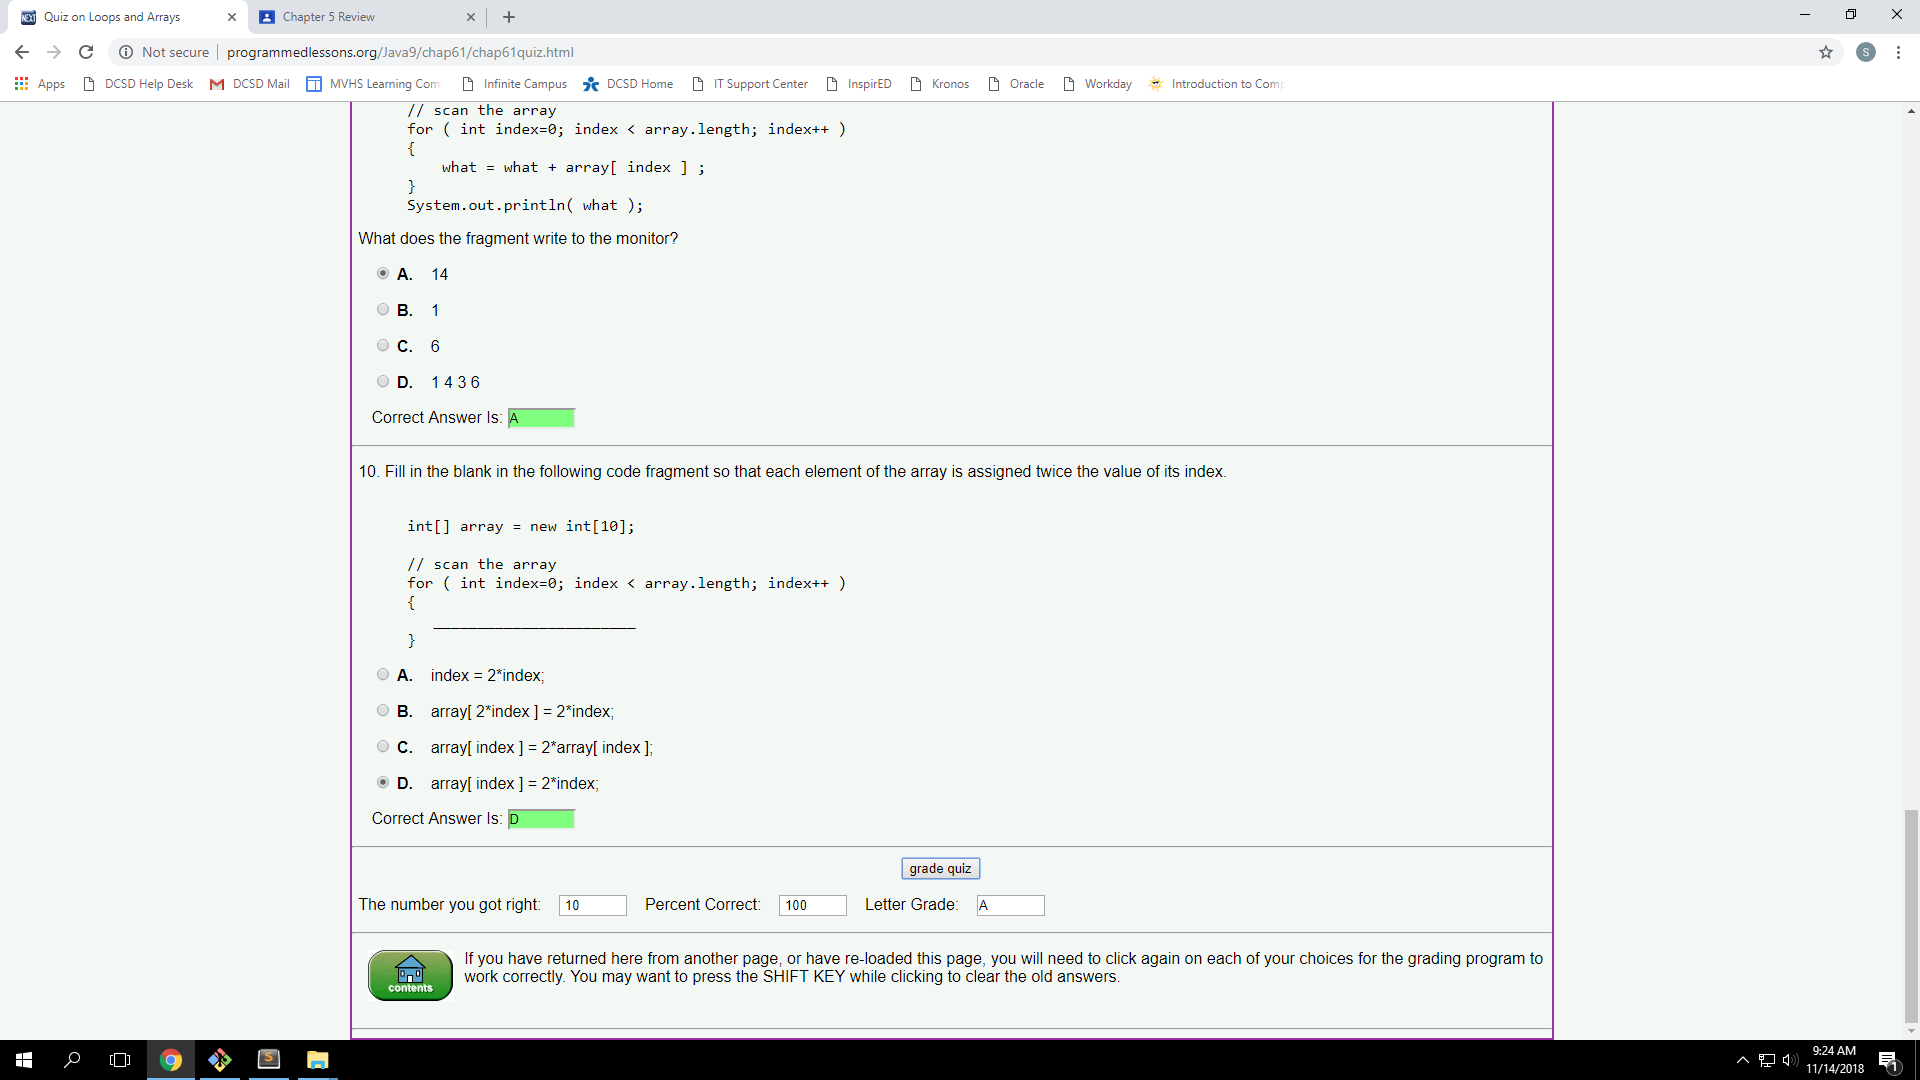 Quiz on Loops and Arrays
Chapter 5 Review
Not secure | programmedlessons.org/Java9/chap61/chap61quiz.html
S
Apps DCSD Help Desk DCSD Mail MVHS Learning Com Infinite Campus DCSD Home IT Support Center InspirED Kronos Oracle Workday Introduction to Comp
// scan the array
for ( int index=0; index < array.length; index++ )
{
what = what + array[ index ] ;
}
System.out.println( what );
What does the fragment write to the monitor?
A. 14
B. 1
C. 6
D. 1 4 3 6
Correct Answer Is: A
10. Fill in the blank in the following code fragment so that each element of the array is assigned twice the value of its index.
int[] array = new int[10];
// scan the array
for ( int index=0; index < array.length; index++ )
{
_______________________
}
A. index = 2*index;
B. array[ 2*index ] = 2*index;
C. array[ index ] = 2*array[ index ];
D. array[ index ] = 2*index;
Correct Answer Is: D
grade quiz
The number you got right: 10 Percent Correct: 100 Letter Grade: A
contents
If you have returned here from another page, or have re-loaded this page, you will need to click again on each of your choices for the grading program to
work correctly. You may want to press the SHIFT KEY while clicking to clear the old answers.
9:24 AM
11/14/2018
1